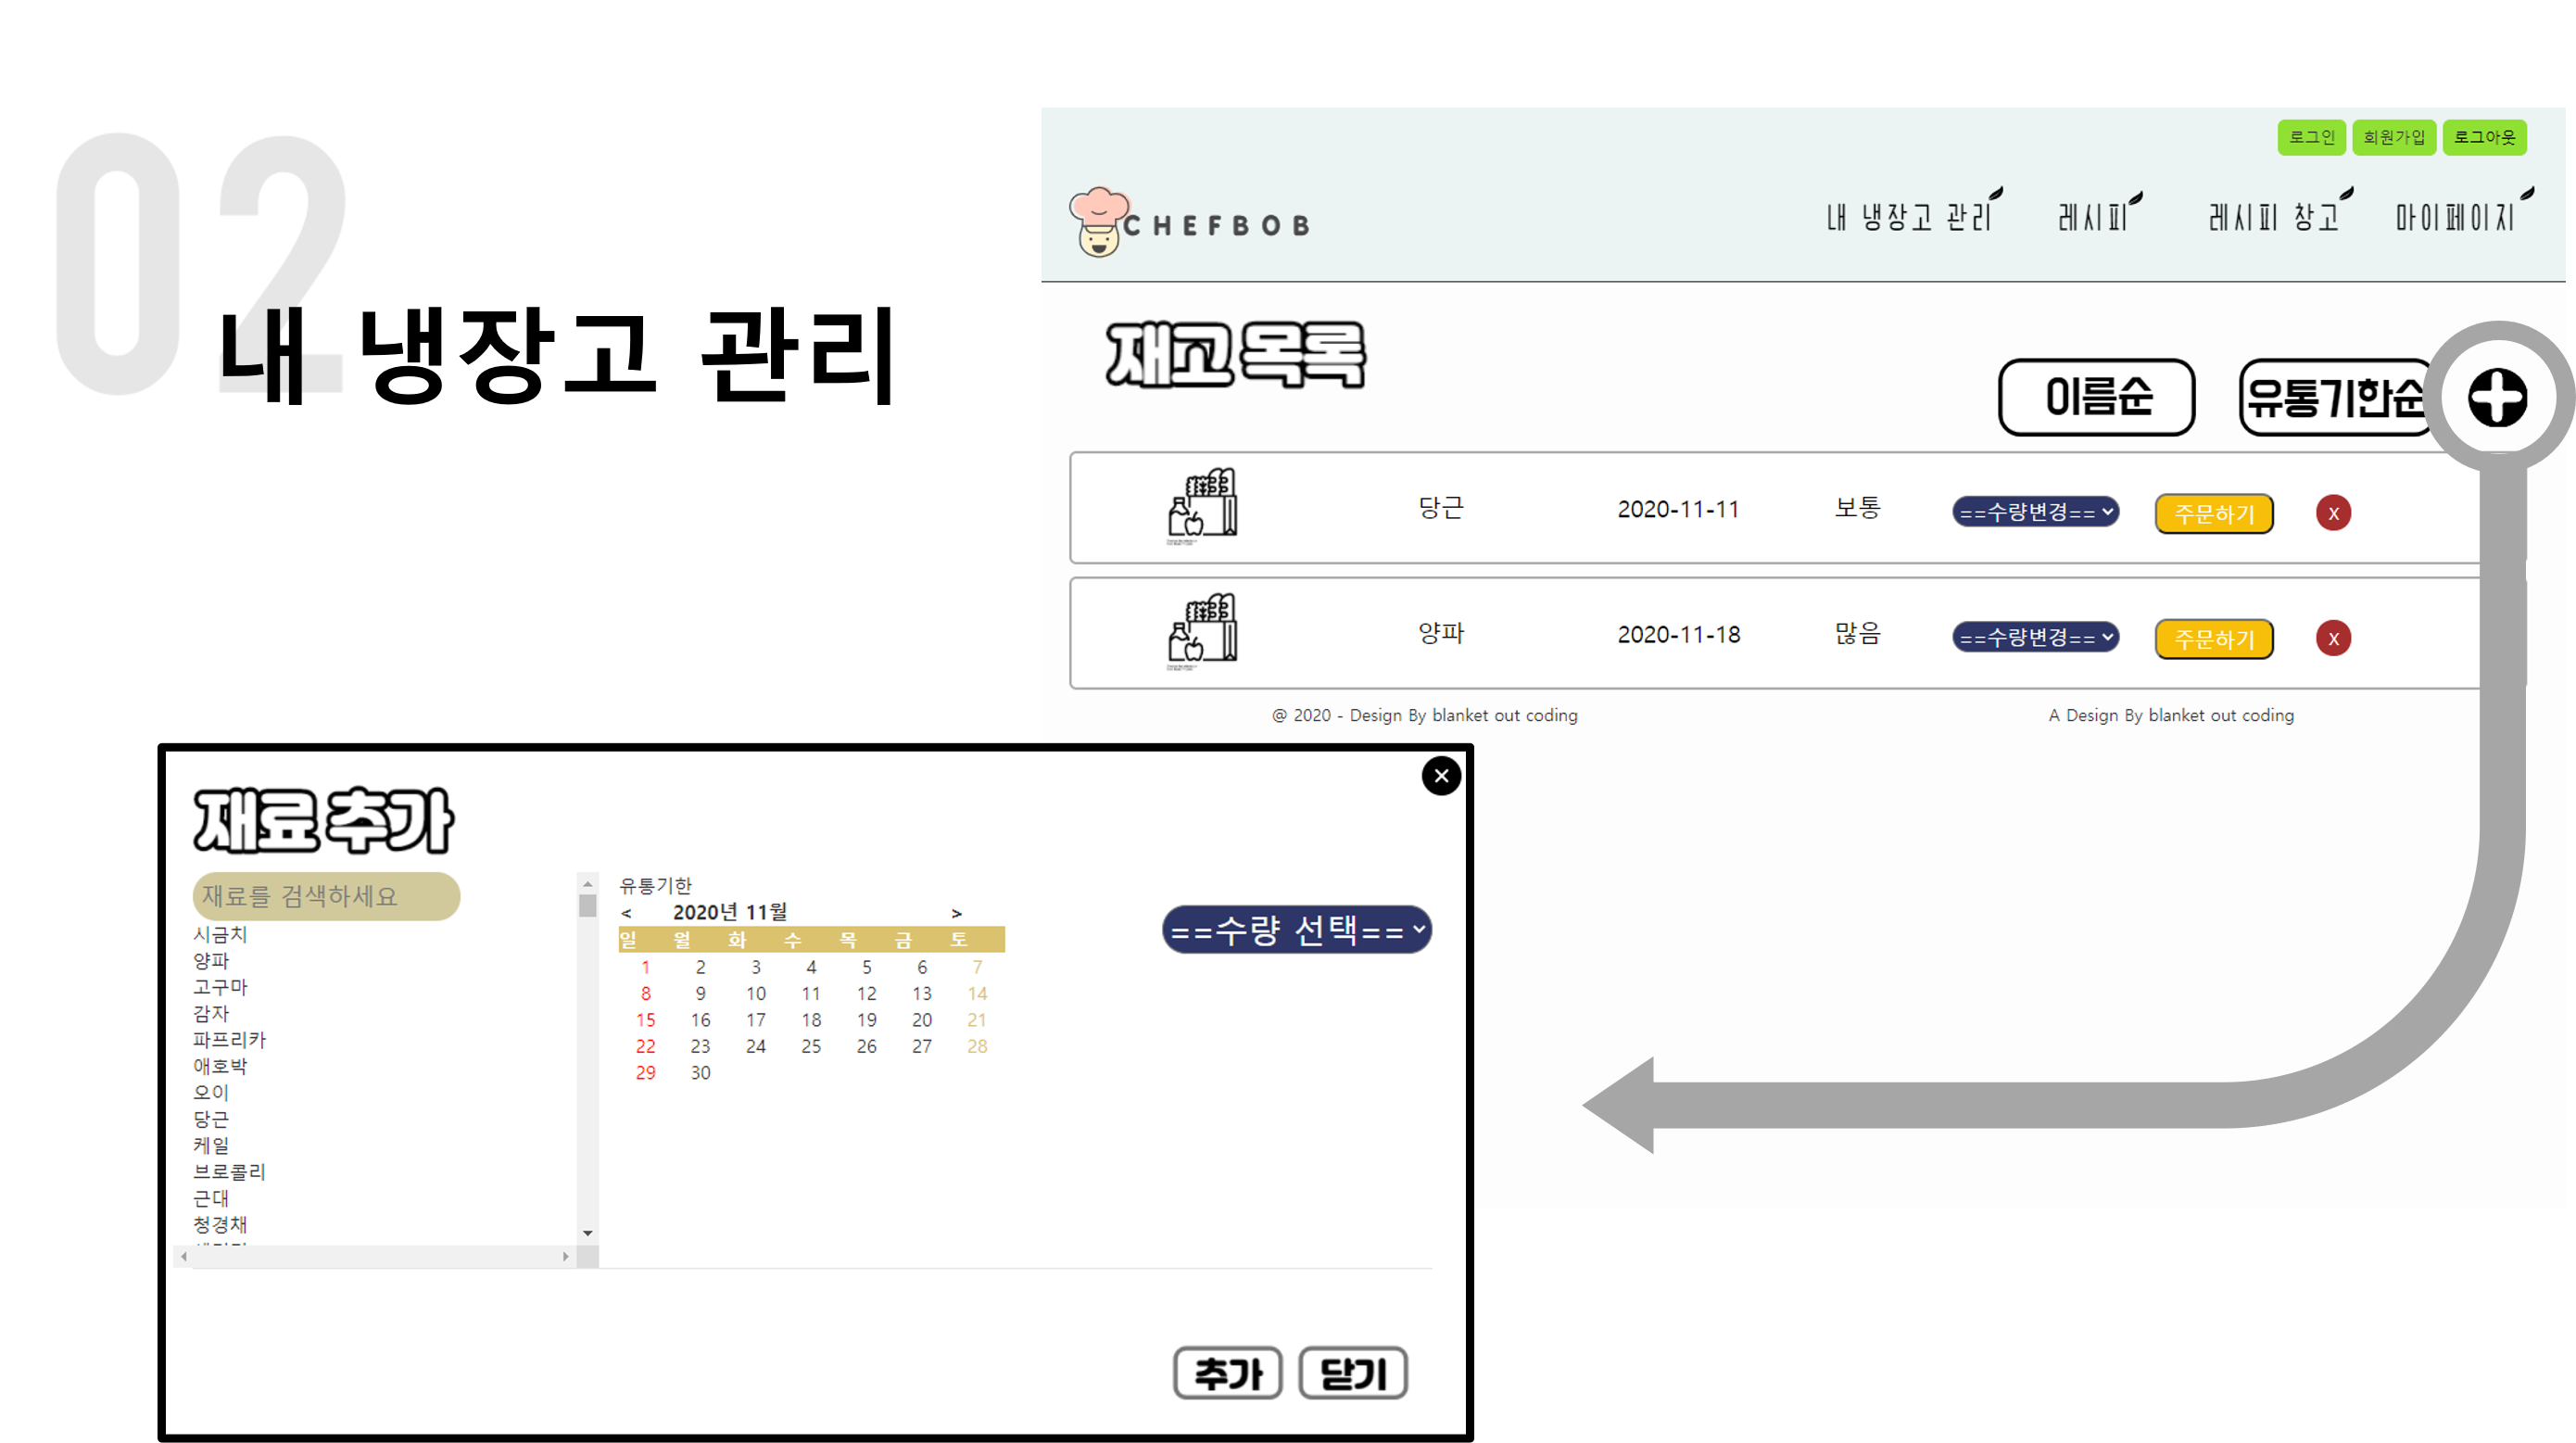 02
내 냉장고 관리
로그인 회원가입 로그아웃
CHEFBOB
내 냉장고 관리 레시피 레시피 창고 마이페이지
재고 목록
이름순 유통기한순
당근 2020-11-11 보통 ==수량변경== 주문하기 x
양파 2020-11-18 많음 ==수량변경== 주문하기 x
@ 2020 - Design By blanket out coding A Design By blanket out coding
재료 추가
재료를 검색하세요
시금치
양파
고구마
감자
파프리카
애호박
오이
당근
케일
브로콜리
근대
청경채
유통기한
< 2020년 11월 >
일 월 화 수 목 금 토
1 2 3 4 5 6 7
8 9 10 11 12 13 14
15 16 17 18 19 20 21
22 23 24 25 26 27 28
29 30
==수량 선택==
추가 닫기